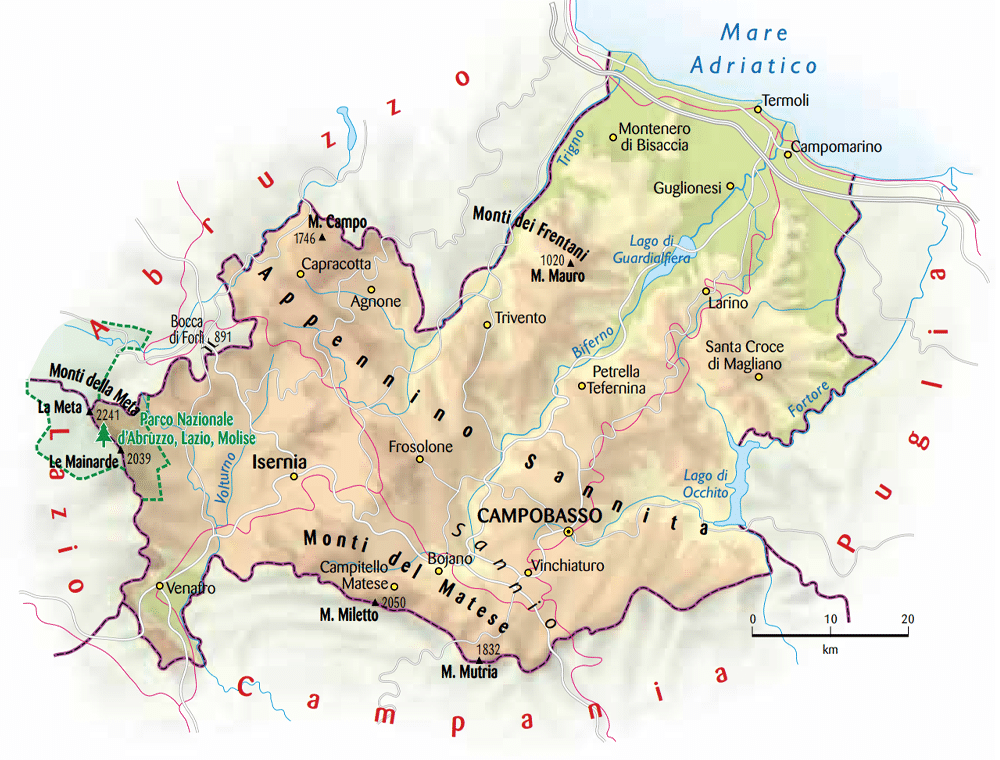 Mare
Adriatico
Abruzzo
Termoli
Montenero
di Bisaccia
Campomarino
Trigno
Guglionesi
M. Campo
1746
Monti dei Frentani
Lago di
Guardialfiera
1020
M. Mauro
Capracotta
Agnone
Larino
Trivento
Bocca
di Forlì
891
Appennino
Biferno
Santa Croce
di Magliano
Petrella
Tefernina
Fortore
Monti della Meta
La Meta
2241
Parco Nazionale
d'Abruzzo, Lazio, Molise
Le Mainarde
2039
Lazio
Frosolone
Isernia
Volturno
Sannita
Lago di
Occhito
CAMPOBASSO
Puglia
Sannio
Monti del Matese
Campitello
Matese
Bojano
Vinchiaturo
Venafro
2050
M. Miletto
1832
M. Mutria
0 10 20
km
Campania